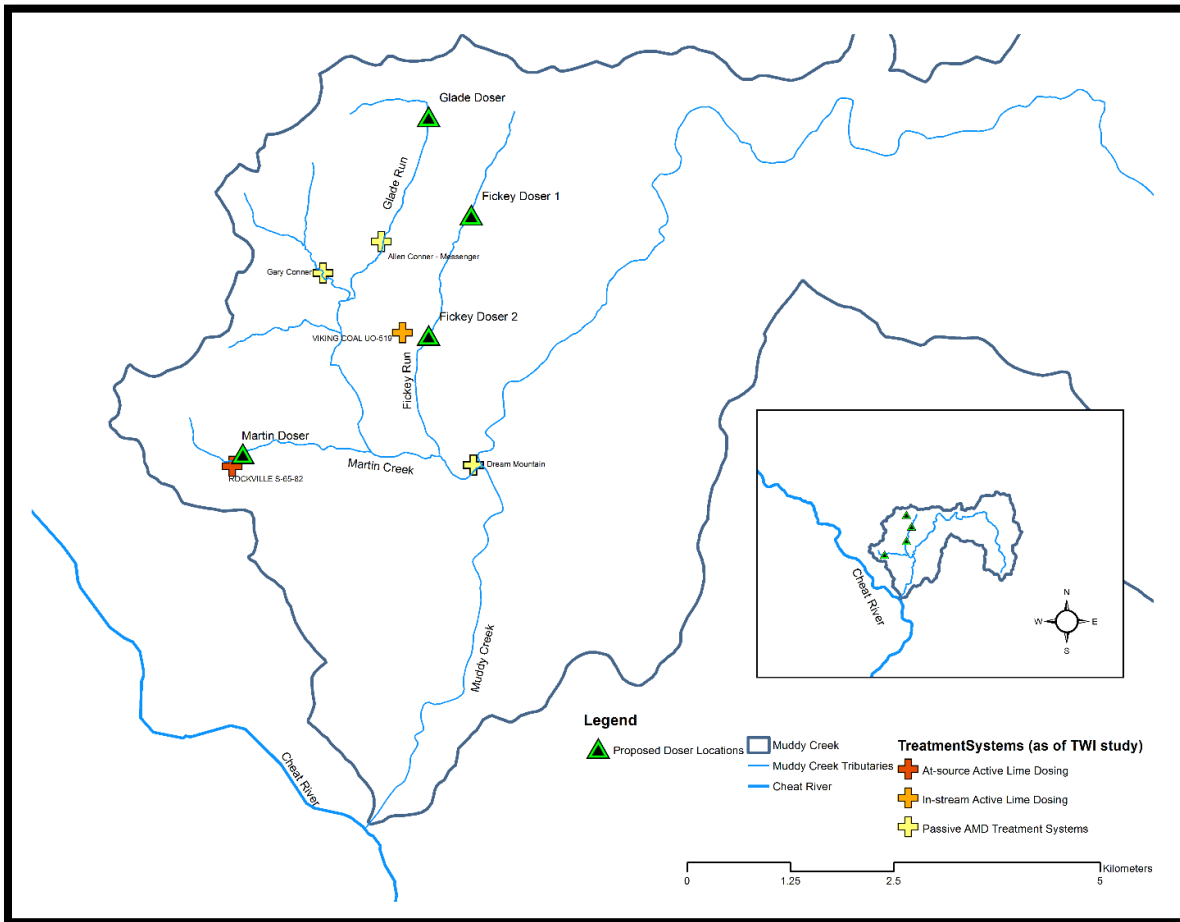 Glade Doser
Glade Run
Fickey Doser 1
Allen Conner - Messenger
Gary Conner
Fickey Doser 2
VIKING COAL UO-519
Fickey Run
Martin Doser
Martin Creek
Dream Mountain
ROCKVILLE S-65-82
Muddy Creek
Cheat River
Cheat River
N
W
E
S
Legend
Proposed Doser Locations
Muddy Creek
Muddy Creek Tributaries
Cheat River
TreatmentSystems (as of TWI study)
At-source Active Lime Dosing
In-stream Active Lime Dosing
Passive AMD Treatment Systems
Kilometers
0 1.25 2.5 5